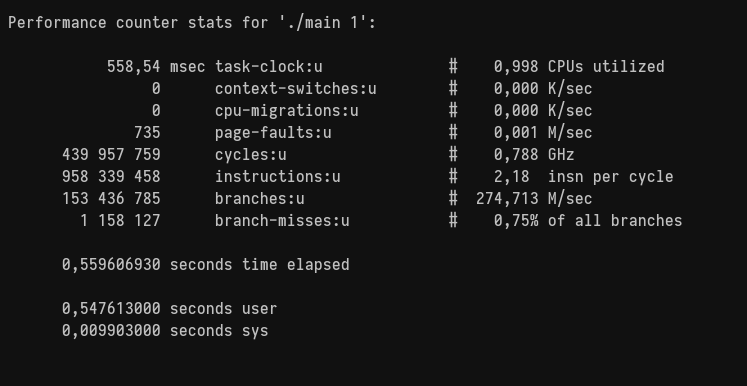 Performance counter stats for './main 1':
558,54 msec task-clock:u # 0,998 CPUs utilized
0 context-switches:u # 0,000 K/sec
0 cpu-migrations:u # 0,000 K/sec
735 page-faults:u # 0,001 M/sec
439 957 759 cycles:u # 0,788 GHz
958 339 458 instructions:u # 2,18 insn per cycle
153 436 785 branches:u # 274,713 M/sec
1 158 127 branch-misses:u # 0,75% of all branches
0,559606930 seconds time elapsed
0,547613000 seconds user
0,009903000 seconds sys